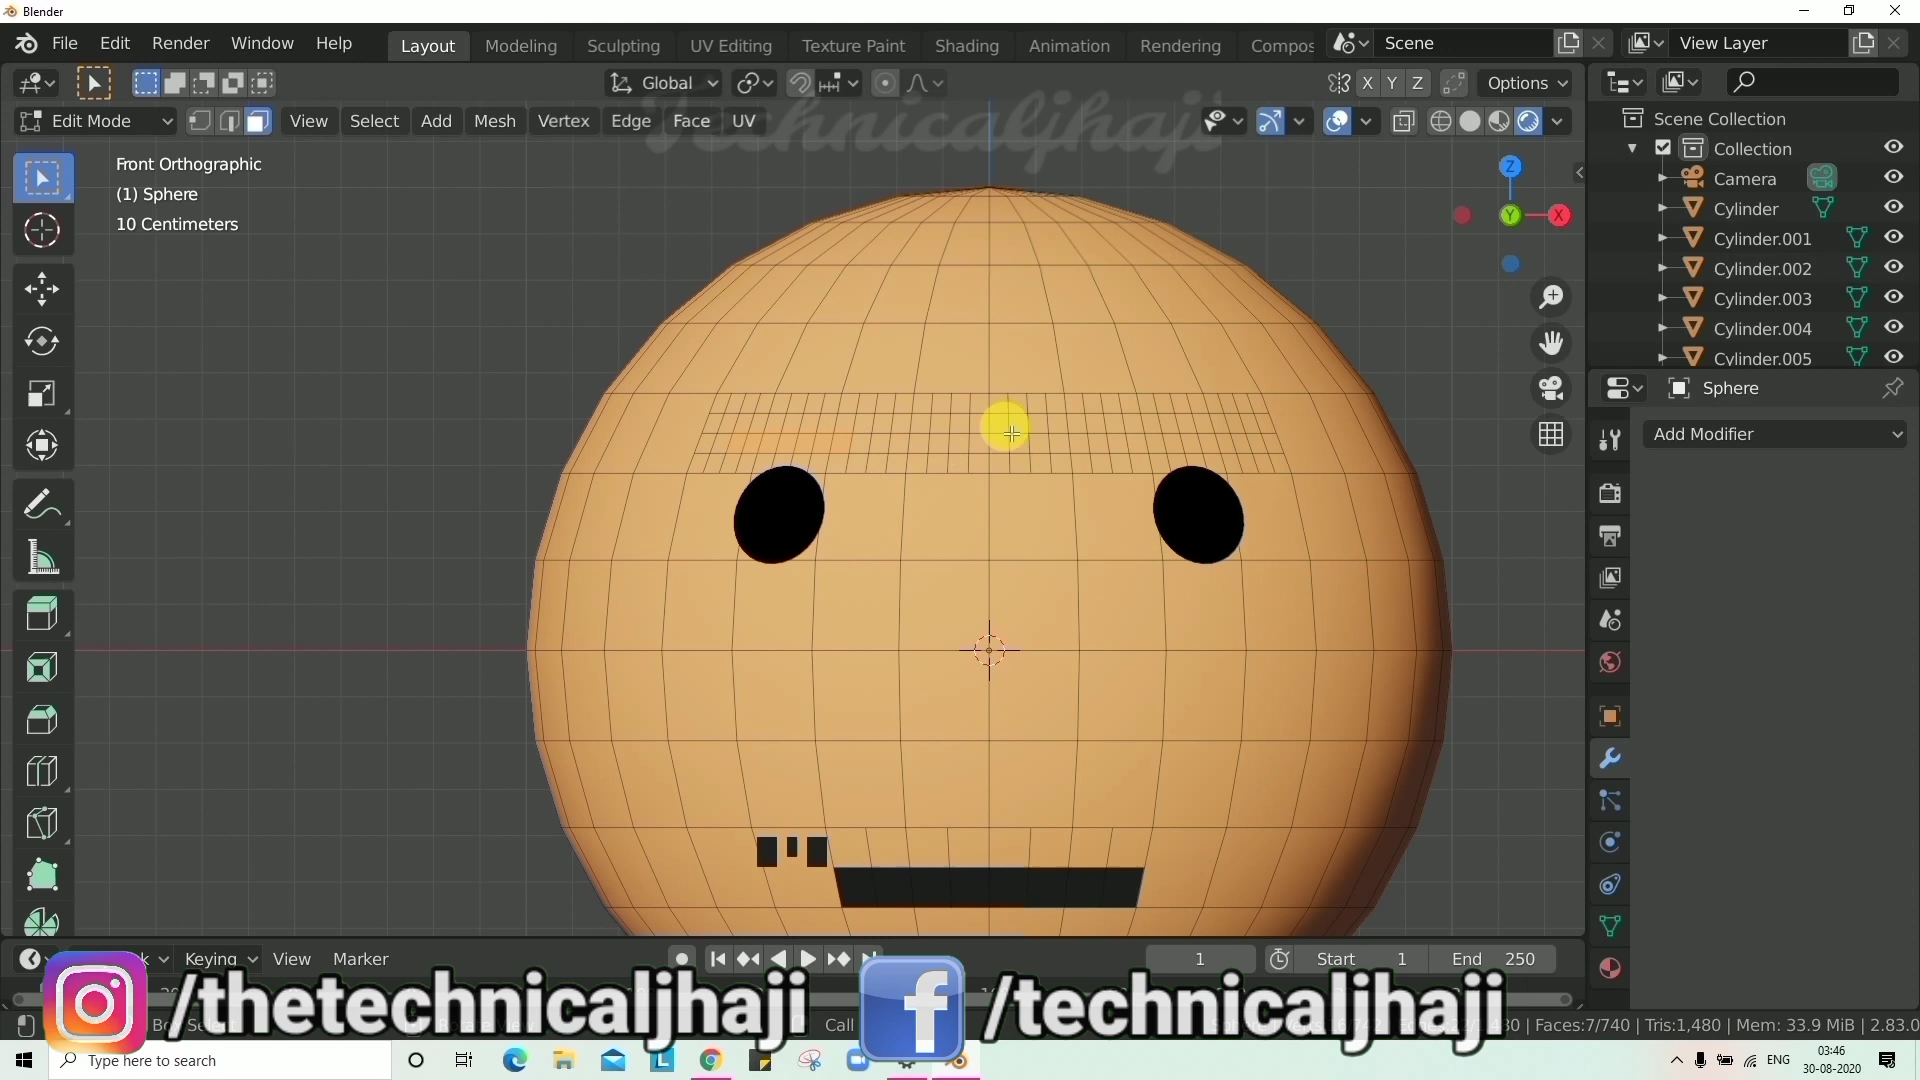 Blender
File Edit Render Window Help Layout Modeling Sculpting UV Editing Texture Paint Shading Animation Rendering Compos Scene View Layer
Global X Y Z Options
Edit Mode View Select Add Mesh Vertex Edge Face UV
Technicaljhaji
Front Orthographic
(1) Sphere
10 Centimeters
Z
Y X
Scene Collection
Collection
Camera
Cylinder
Cylinder.001
Cylinder.002
Cylinder.003
Cylinder.004
Cylinder.005
Sphere
Add Modifier
Keying View Marker 1 Start 1 End 250
/thetechnicaljhaji
/technicaljhaji
Call
| Faces:7/740 | Tris:1,480 | Mem: 33.9 MiB | 2.83.0
Type here to search
ENG
03:46
30-08-2020